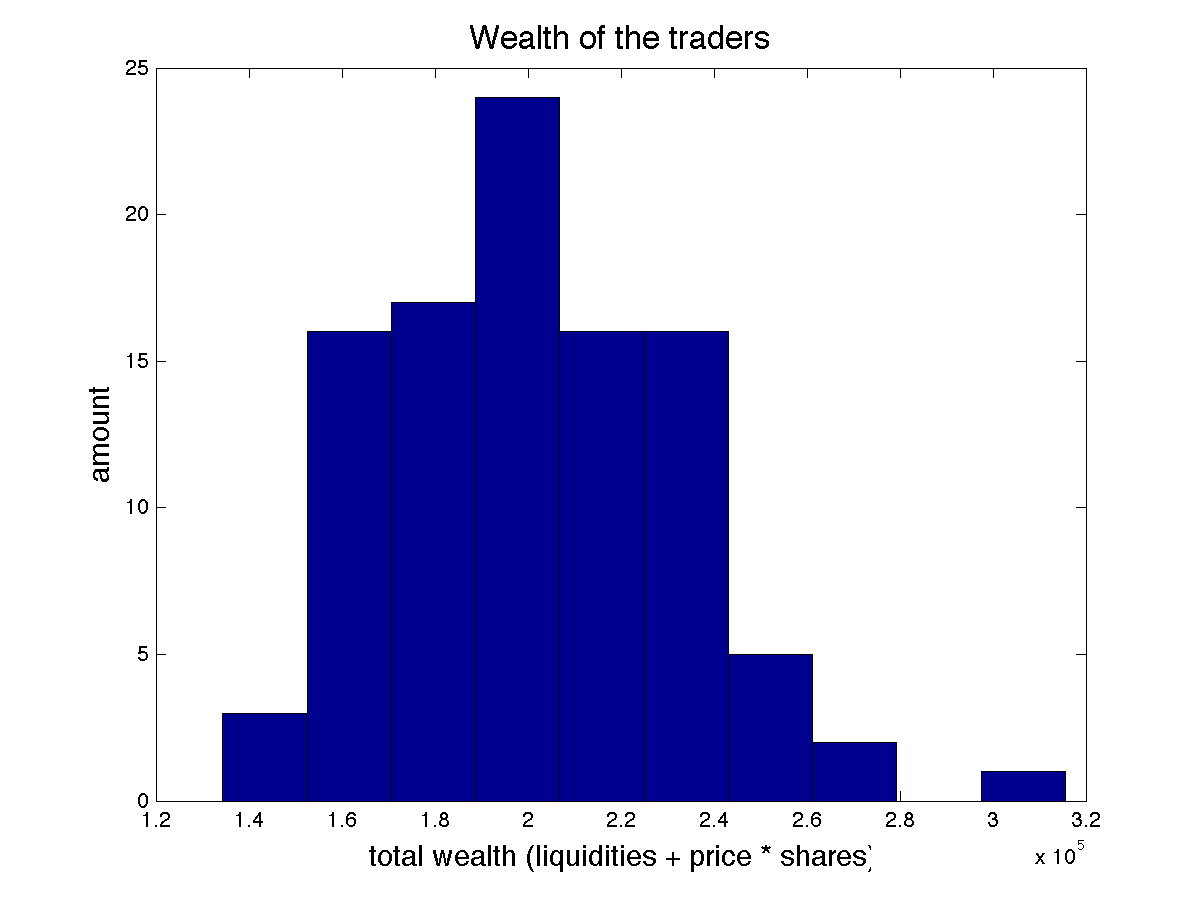 Wealth of the traders
25
20
15
10
5
0
amount
1.2 1.4 1.6 1.8 2 2.2 2.4 2.6 2.8 3 3.2
x 10^5
total wealth (liquidities + price * shares)